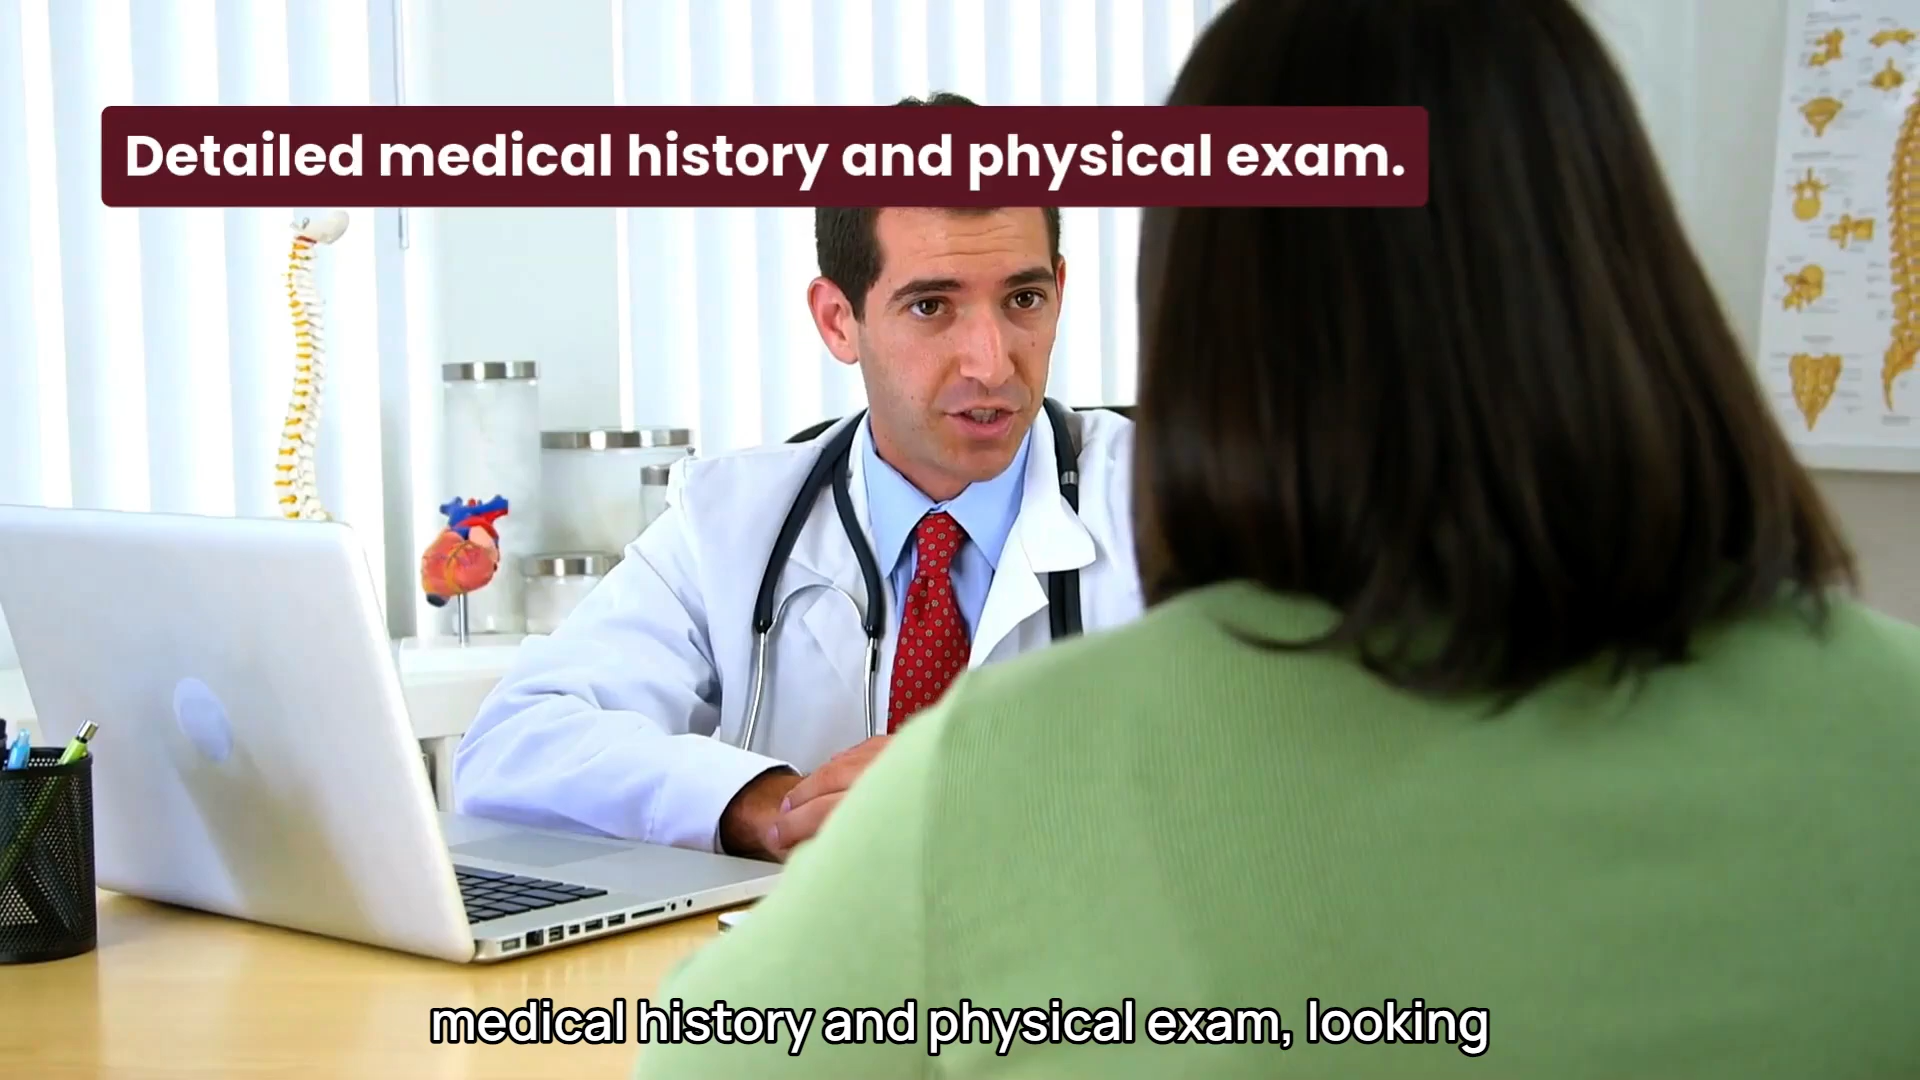 Detailed medical history and physical exam.
medical history and physical exam, looking